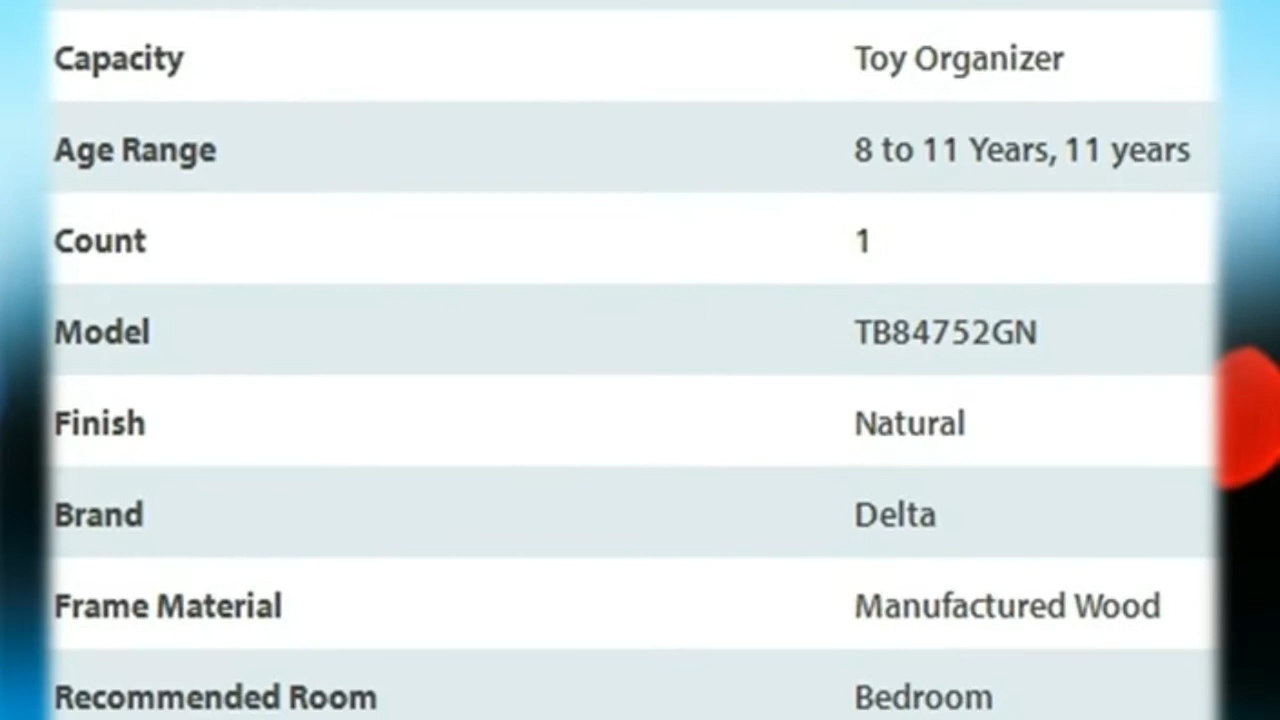 Capacity Toy Organizer
Age Range 8 to 11 Years, 11 years
Count 1
Model TB84752GN
Finish Natural
Brand Delta
Frame Material Manufactured Wood
Recommended Room Bedroom